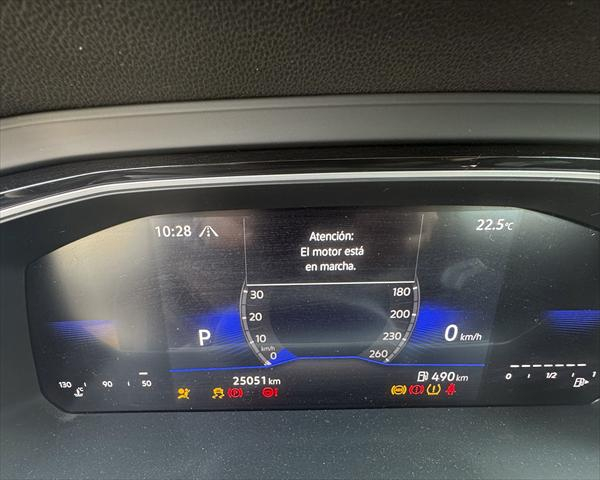 10:28
Atención:
El motor está
en marcha.
22.5°C
30
180
20
200
P
10
230
0 km/h
km/h
0
260
130
90
50
0
1/2
1
25051 km
490 km